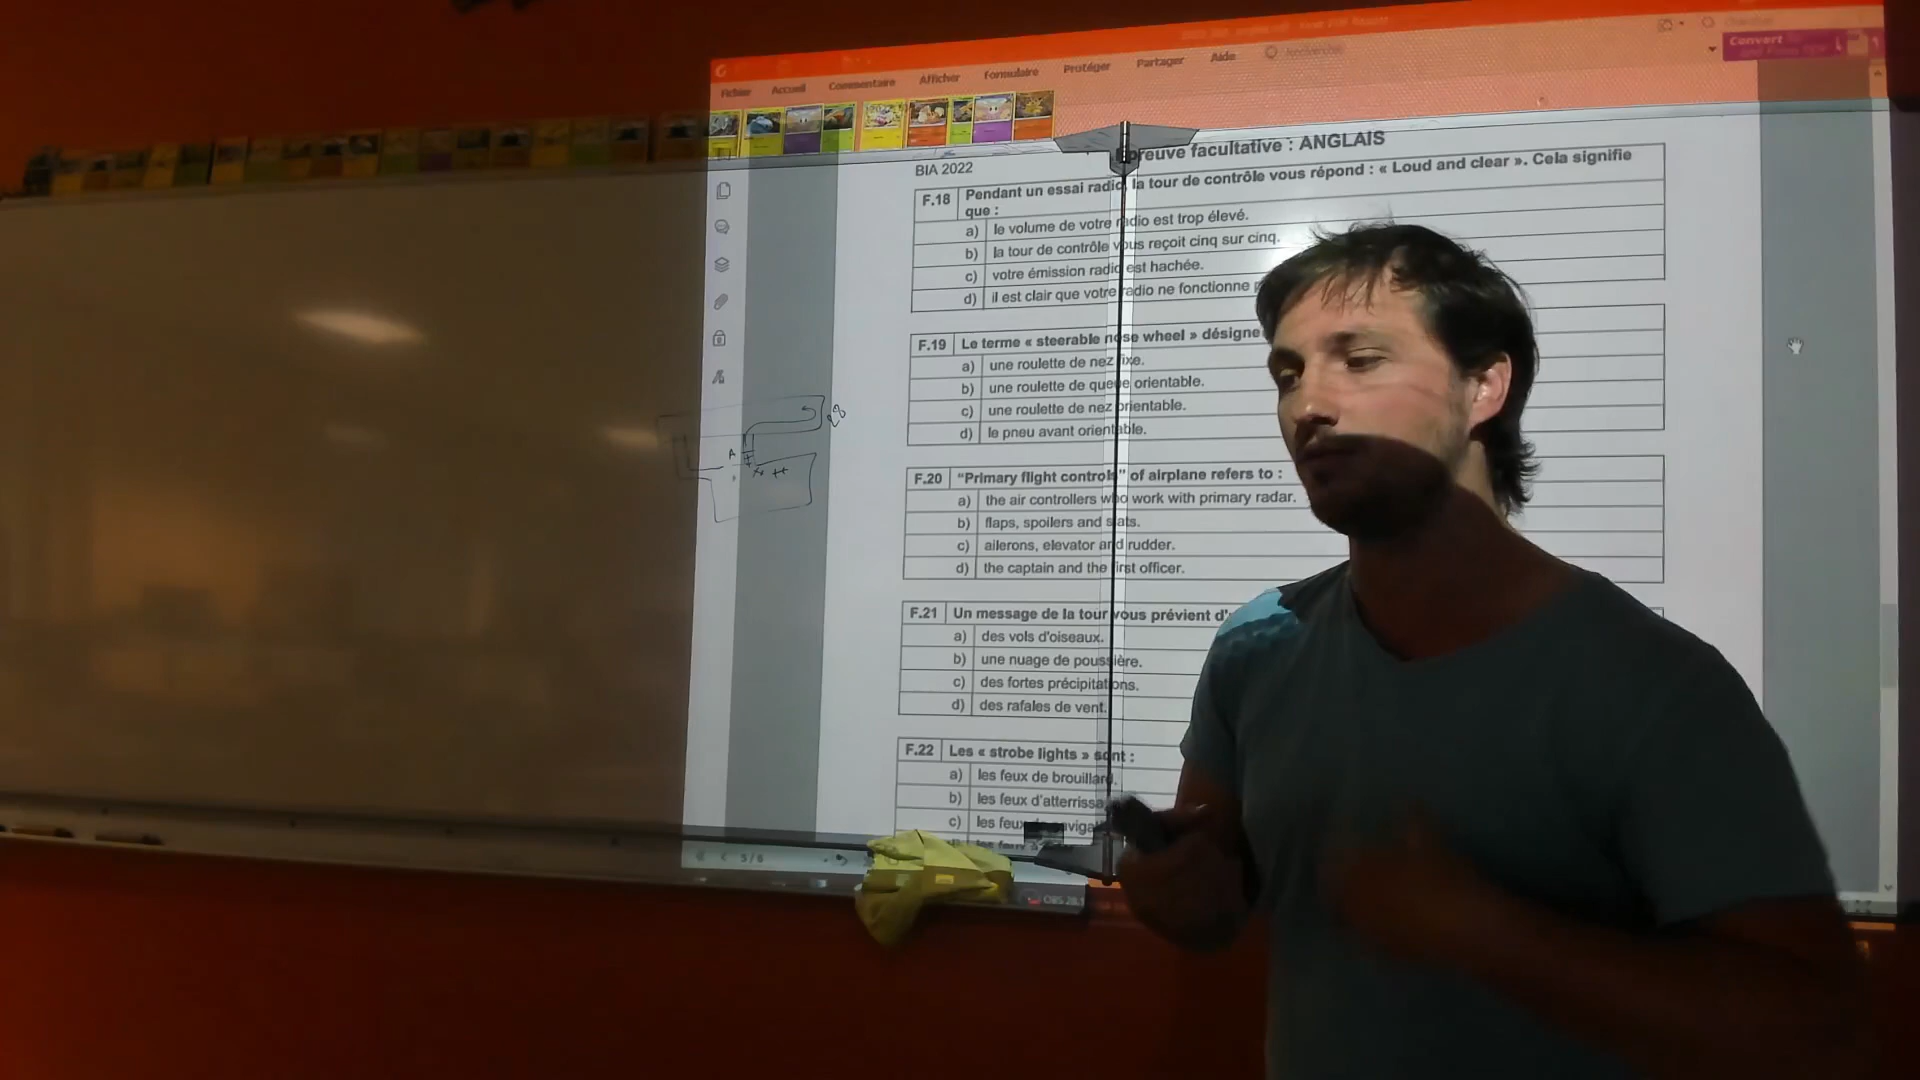 Fichier Accueil Commentaire Afficher Formulaire Protéger Partager Aide Recherche
Convert
BIA 2022
preuve facultative : ANGLAIS
F.18 Pendant un essai radio, la tour de contrôle vous répond : « Loud and clear ». Cela signifie
que :
a) le volume de votre radio est trop élevé.
b) la tour de contrôle vous reçoit cinq sur cinq.
c) votre émission radio est hachée.
d) il est clair que votre radio ne fonctionne
F.19 Le terme « steerable nose wheel » désigne
a) une roulette de nez fixe.
b) une roulette de queue orientable.
c) une roulette de nez orientable.
d) le pneu avant orientable.
F.20 “Primary flight controls” of airplane refers to :
a) the air controllers who work with primary radar.
b) flaps, spoilers and slats.
c) ailerons, elevator and rudder.
d) the captain and the first officer.
F.21 Un message de la tour vous prévient d'
a) des vols d'oiseaux.
b) une nuage de poussière.
c) des fortes précipitations.
d) des rafales de vent.
F.22 Les « strobe lights » sont :
a) les feux de brouillard.
b) les feux d'atterrissa
c) les feux de naviga
les feux
5/6
A